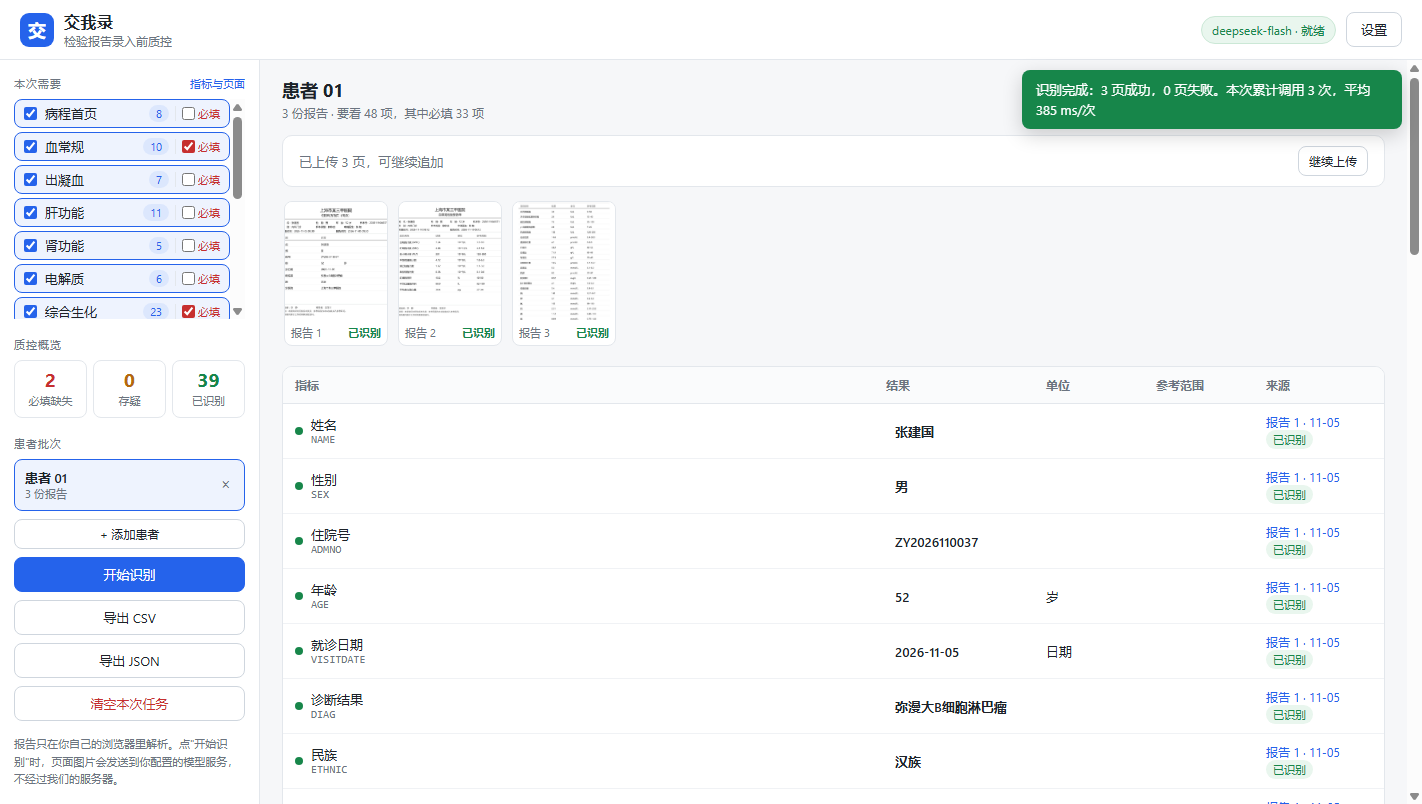 交
交我录
检验报告录入前质控
deepseek-flash · 就绪
设置
本次需要
指标与页面
病程首页 8 必填
血常规 10 必填
出凝血 7 必填
肝功能 11 必填
肾功能 5 必填
电解质 6 必填
综合生化 23 必填
质控概览
2 0 39
必填缺失 存疑 已识别
患者批次
患者 01
3 份报告
×
+ 添加患者
开始识别
导出 CSV
导出 JSON
清空本次任务
报告只在你自己的浏览器里解析。点“开始识
别”时，页面图片会发送到你配置的模型服务，
不经过我们的服务器。
患者 01
3 份报告 · 要看 48 项，其中必填 33 项
识别完成：3 页成功，0 页失败。本次累计调用 3 次，平均
385 ms/次
已上传 3 页，可继续追加
继续上传
报告 1 已识别
报告 2 已识别
报告 3 已识别
指标 结果 单位 参考范围 来源
姓名 张建国 报告 1 · 11-05
NAME 已识别
性别 男 报告 1 · 11-05
SEX 已识别
住院号 ZY2026110037 报告 1 · 11-05
ADMNO 已识别
年龄 52 岁 报告 1 · 11-05
AGE 已识别
就诊日期 2026-11-05 日期 报告 1 · 11-05
VISITDATE 已识别
诊断结果 弥漫大B细胞淋巴瘤 报告 1 · 11-05
DIAG 已识别
民族 汉族 报告 1 · 11-05
ETHNIC 已识别